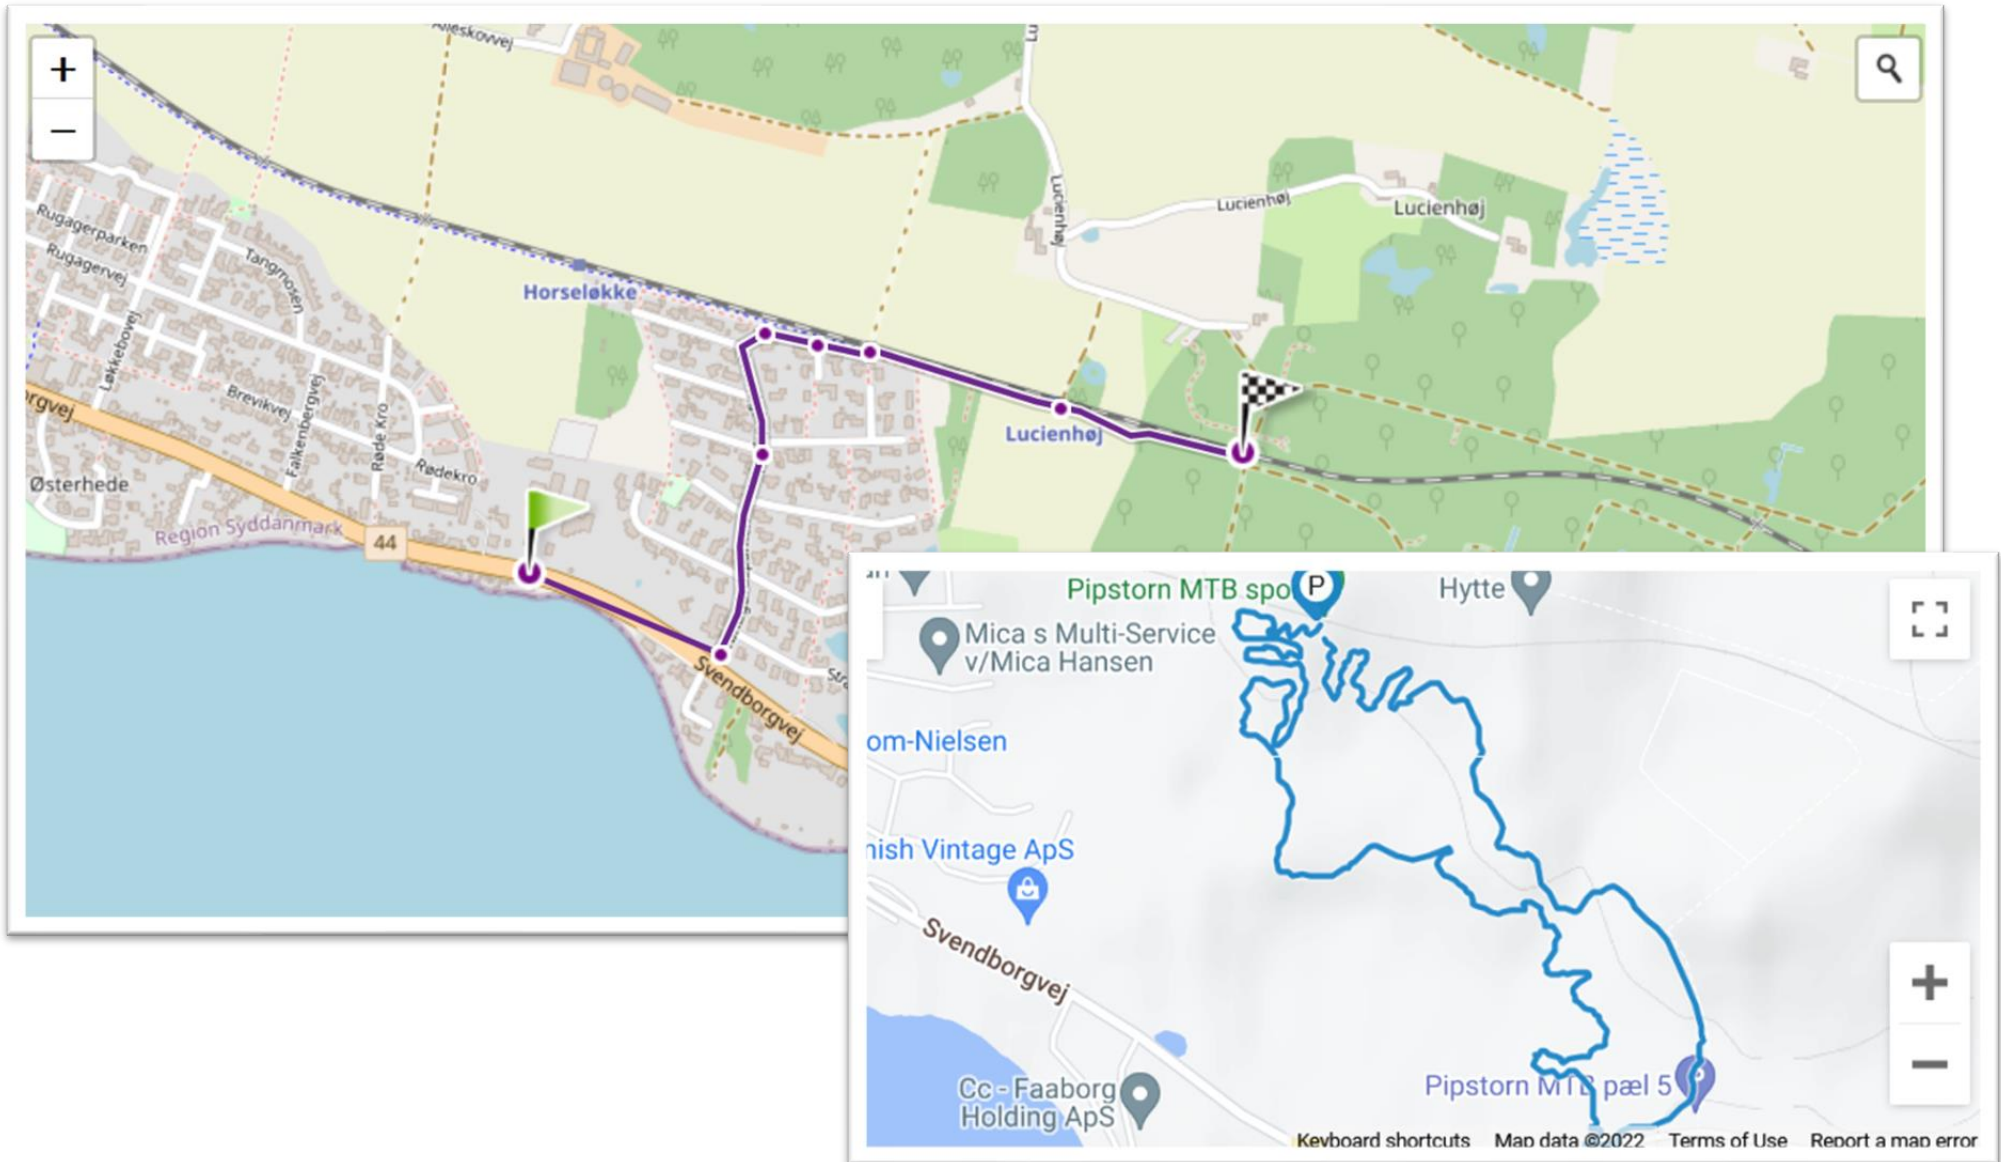 Alleskovvej
+
−
Rugagerparken
Rugagervej
Tangmosen
Løkkebovej
Brevikvej
Falkenbergvej
Røde Kro
Rødekro
Østerhede
Region Syddanmark
44
Horseløkke
Lucienhøj
Lucienhøj
Lucienhøj
Lucienhøj
Svendborgvej
Pipstorn MTB spo
P
Hytte
Mica s Multi-Service
v/Mica Hansen
om-Nielsen
nish Vintage ApS
Svendborgvej
Cc - Faaborg
Holding ApS
Pipstorn MTB pæl 5
+
−
Keyboard shortcuts
Map data ©2022
Terms of Use
Report a map error